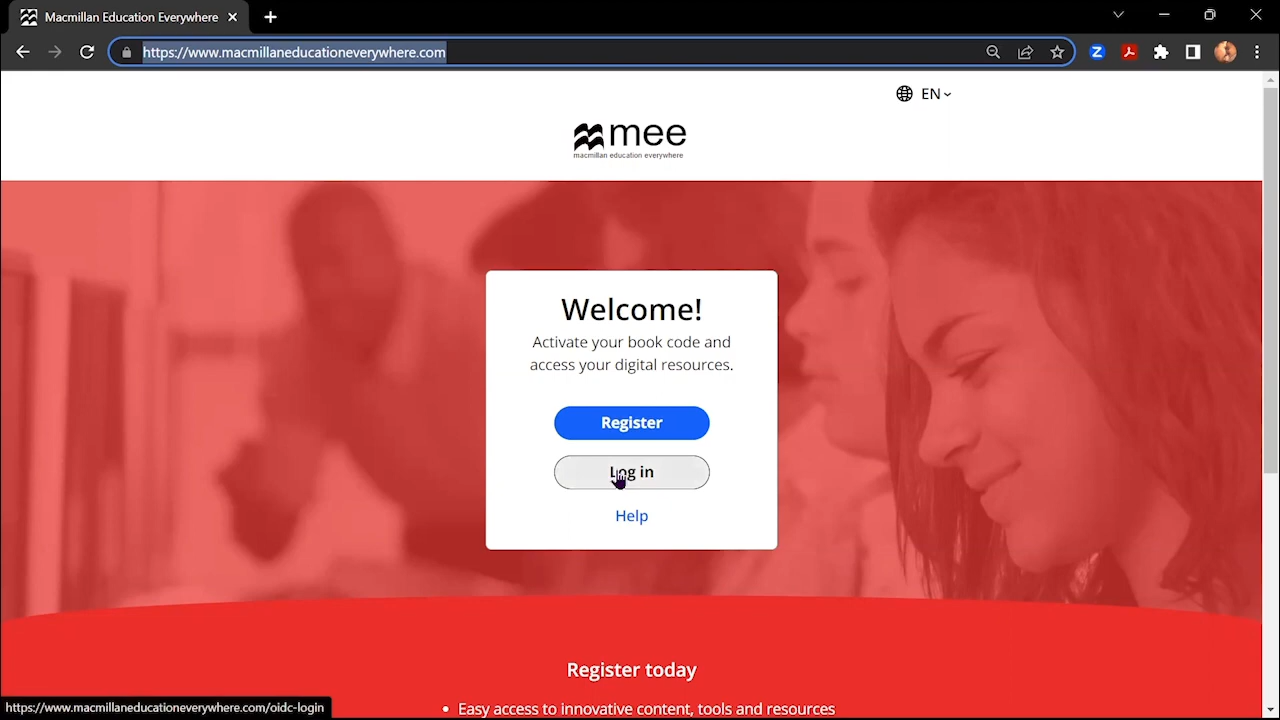 Macmillan Education Everywhere
https://www.macmillaneducationeverywhere.com
EN
mee
macmillan education everywhere
Welcome!
Activate your book code and
access your digital resources.
Register
Log in
Help
Register today
• Easy access to innovative content, tools and resources
https://www.macmillaneducationeverywhere.com/oidc-login